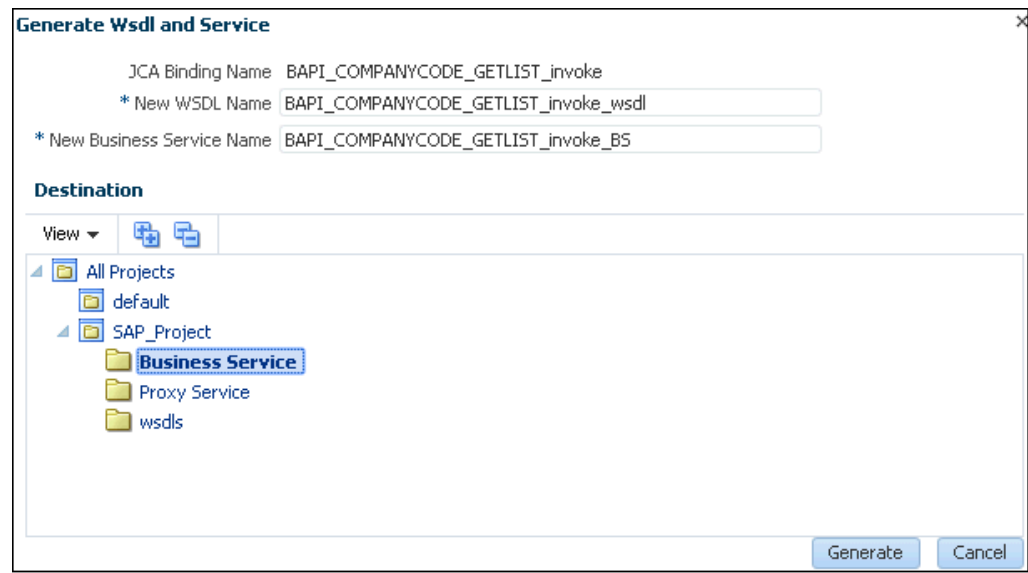 Generate Wsdl and Service
JCA Binding Name BAPI_COMPANYCODE_GETLIST_invoke
* New WSDL Name BAPI_COMPANYCODE_GETLIST_invoke_wsdl
* New Business Service Name BAPI_COMPANYCODE_GETLIST_invoke_BS
Destination
View
All Projects
default
SAP_Project
Business Service
Proxy Service
wsdls
Generate Cancel